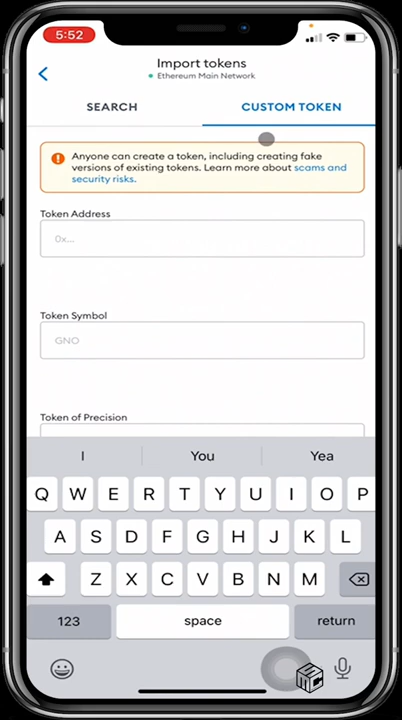 5:52
Import tokens
Ethereum Main Network
SEARCH
CUSTOM TOKEN
Anyone can create a token, including creating fake
versions of existing tokens. Learn more about scams and
security risks.
Token Address
0x...
Token Symbol
GNO
Token of Precision
I You Yea
Q W E R T Y U I O P
A S D F G H J K L
Z X C V B N M
123 space return